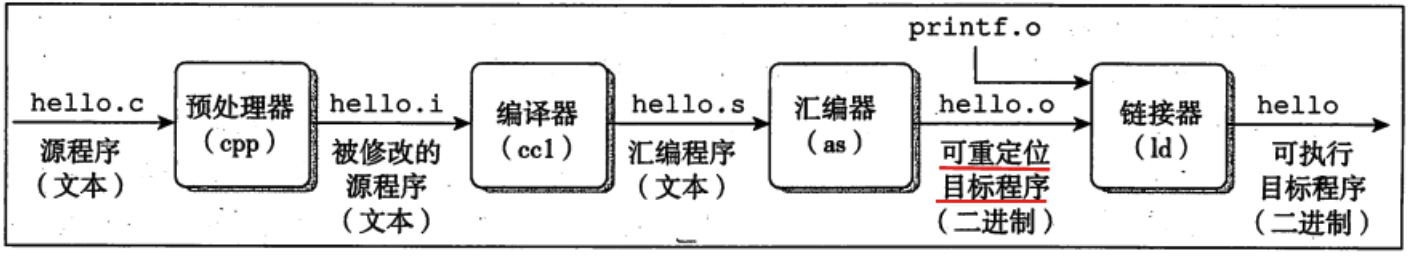 printf.o
hello.c
预处理器
(cpp)
hello.i
编译器
(cc1)
hello.s
汇编器
(as)
hello.o
链接器
(ld)
hello
源程序
(文本)
被修改的
源程序
(文本)
汇编程序
(文本)
可重定位
目标程序
(二进制)
可执行
目标程序
(二进制)